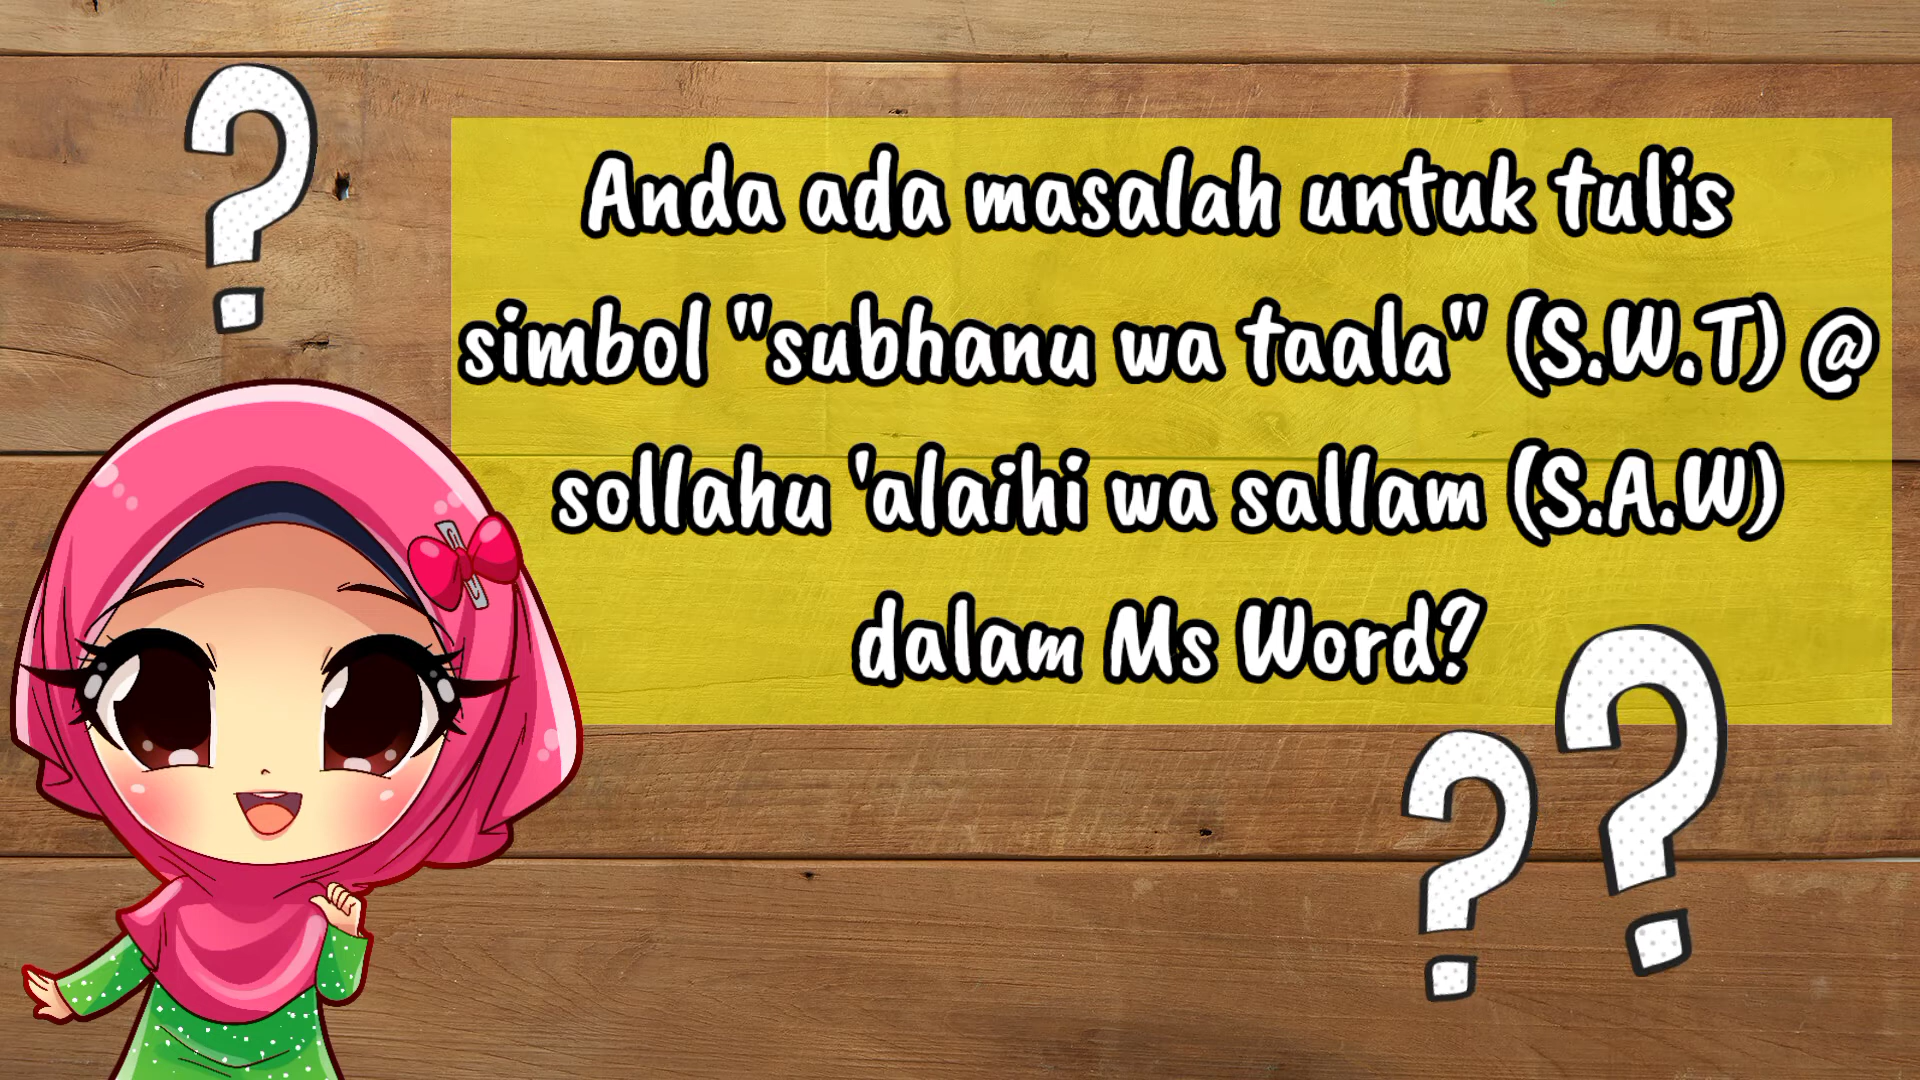 Anda ada masalah untuk tulis
simbol "subhanu wa taala" (S.W.T) @
sollahu 'alaihi wa sallam (S.A.W)
dalam Ms Word?
?
?
?